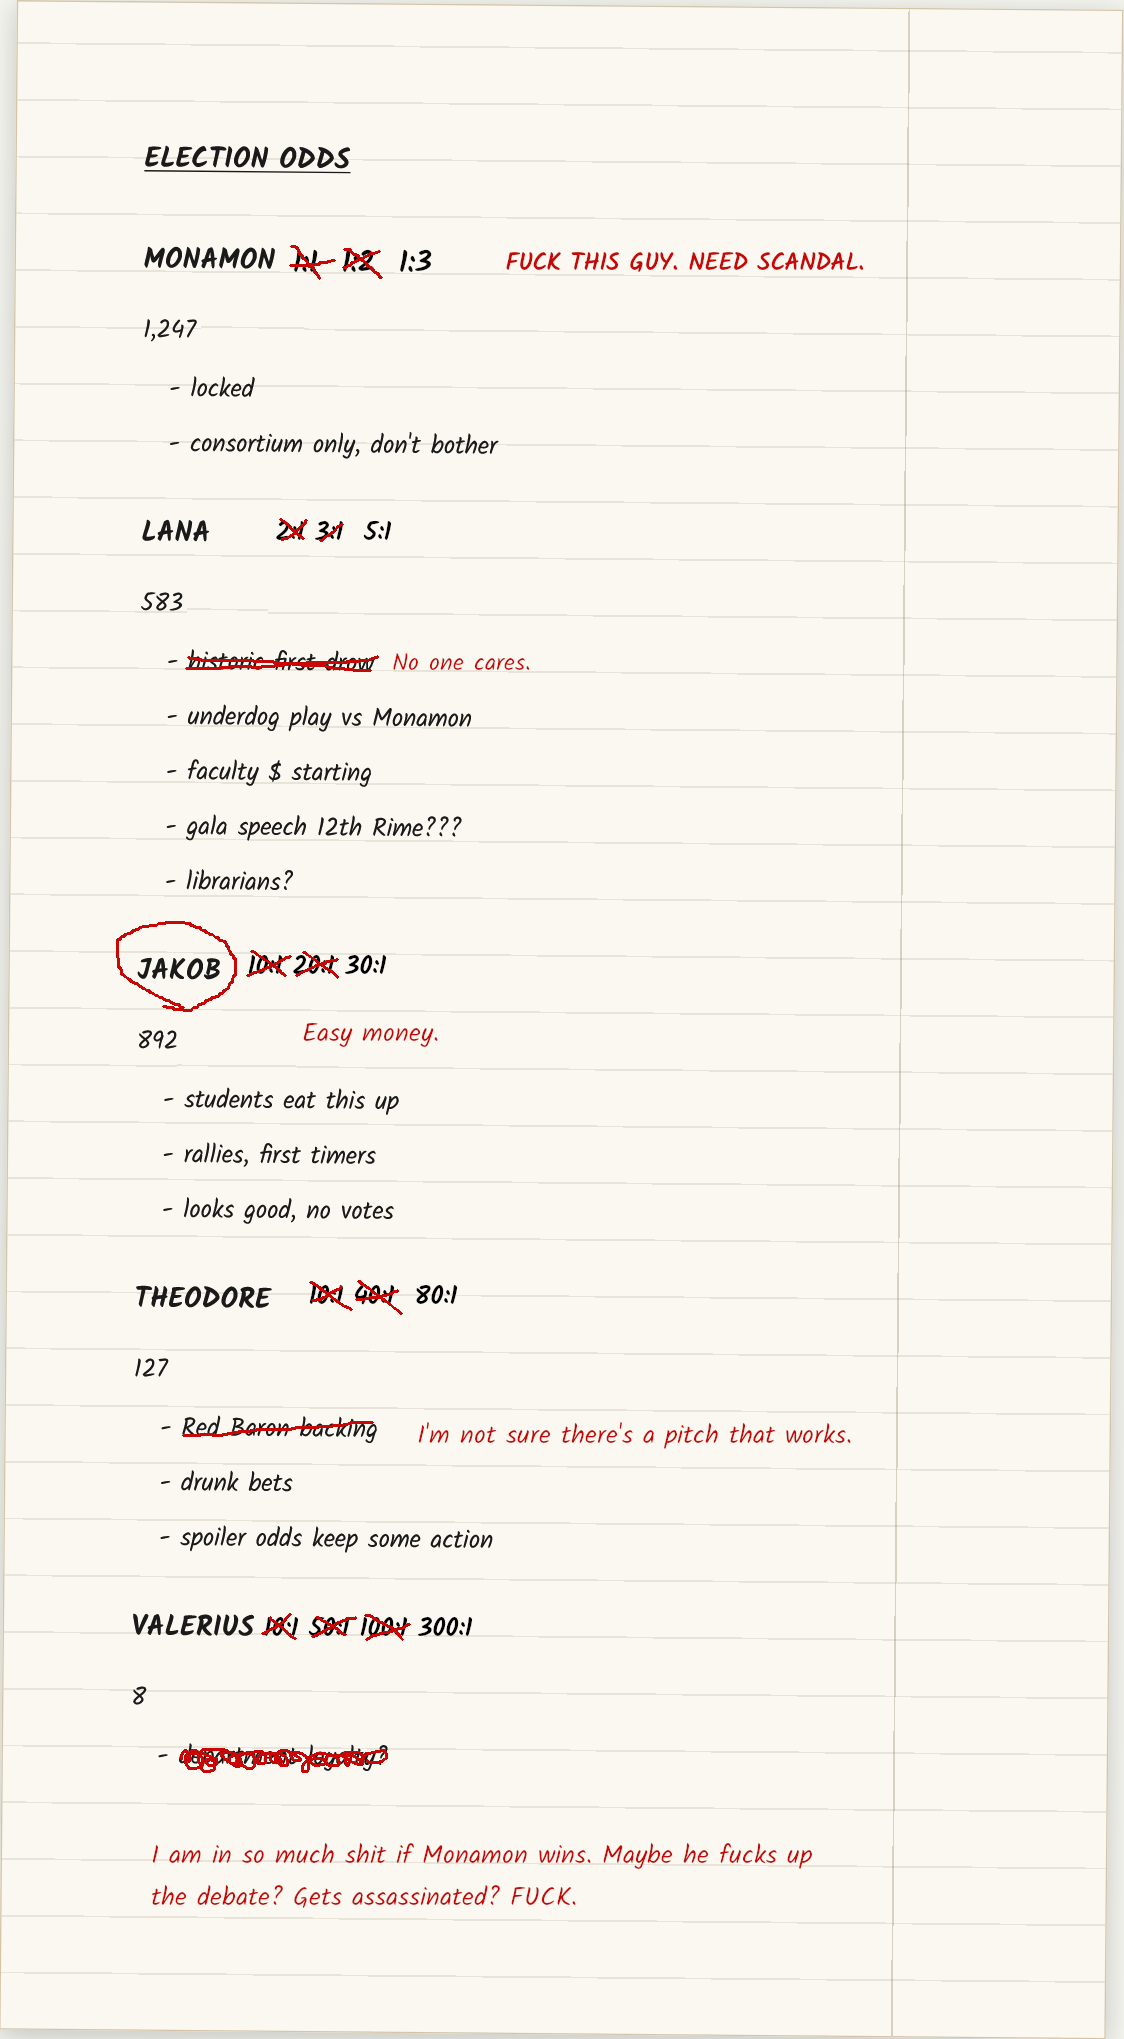 ELECTION ODDS
MONAMON 1:1 1:2 1:3 FUCK THIS GUY. NEED SCANDAL.
1,247
- locked
- consortium only, don't bother
LANA 2:1 3:1 5:1
583
- historic first drow No one cares.
- underdog play vs Monamon
- faculty $ starting
- gala speech 12th Rime???
- librarians?
JAKOB 10:1 20:1 30:1
892 Easy money.
- students eat this up
- rallies, first timers
- looks good, no votes
THEODORE 10:1 40:1 80:1
127
- Red Baron backing I'm not sure there's a pitch that works.
- drunk bets
- spoiler odds keep some action
VALERIUS 10:1 50:1 100:1 300:1
8
- department loyalty?
I am in so much shit if Monamon wins. Maybe he fucks up
the debate? Gets assassinated? FUCK.